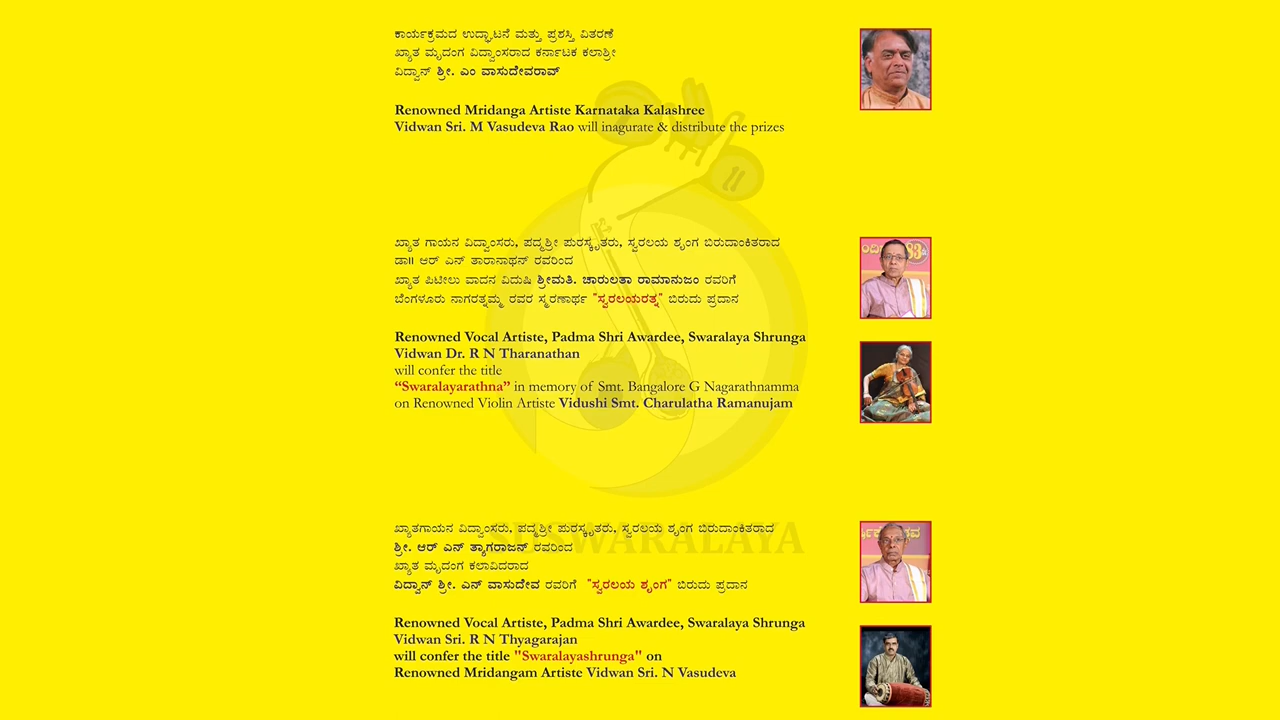 ಕಾರ್ಯಕ್ರಮದ ಉದ್ಘಾಟನೆ ಮತ್ತು ಪ್ರಶಸ್ತಿ ವಿತರಣೆ
ಖ್ಯಾತ ಮೃದಂಗ ವಿದ್ವಾಂಸರಾದ ಕರ್ನಾಟಕ ಕಲಾಶ್ರೀ
ವಿದ್ವಾನ್ ಶ್ರೀ. ಎಂ ವಾಸುದೇವರಾವ್
Renowned Mridanga Artiste Karnataka Kalashree
Vidwan Sri. M Vasudeva Rao will inagurate & distribute the prizes
ಖ್ಯಾತ ಗಾಯನ ವಿದ್ವಾಂಸರು, ಪದ್ಮಶ್ರೀ ಪುರಸ್ಕೃತರು, ಸ್ವರಲಯ ಶೃಂಗ ಬಿರುದಾಂಕಿತರಾದ
ಡಾ॥ ಆರ್ ಎನ್ ತಾರಾನಾಥನ್ ರವರಿಂದ
ಖ್ಯಾತ ಪಿಟೀಲು ವಾದನ ವಿದುಷಿ ಶ್ರೀಮತಿ. ಚಾರುಲತಾ ರಾಮಾನುಜಂ ರವರಿಗೆ
ಬೆಂಗಳೂರು ನಾಗರತ್ನಮ್ಮ ರವರ ಸ್ಮರಣಾರ್ಥ "ಸ್ವರಲಯರತ್ನ" ಬಿರುದು ಪ್ರದಾನ
Renowned Vocal Artiste, Padma Shri Awardee, Swaralaya Shrunga
Vidwan Dr. R N Tharanathan
will confer the title
“Swaralayarathna” in memory of Smt. Bangalore G Nagarathnamma
on Renowned Violin Artiste Vidushi Smt. Charulatha Ramanujam
ಖ್ಯಾತಗಾಯನ ವಿದ್ವಾಂಸರು, ಪದ್ಮಶ್ರೀ ಪುರಸ್ಕೃತರು, ಸ್ವರಲಯ ಶೃಂಗ ಬಿರುದಾಂಕಿತರಾದ
SUSWARALAYA
ಶ್ರೀ. ಆರ್ ಎನ್ ತ್ಯಾಗರಾಜನ್ ರವರಿಂದ
ಖ್ಯಾತ ಮೃದಂಗ ಕಲಾವಿದರಾದ
ವಿದ್ವಾನ್ ಶ್ರೀ. ಎನ್ ವಾಸುದೇವ ರವರಿಗೆ "ಸ್ವರಲಯ ಶೃಂಗ" ಬಿರುದು ಪ್ರದಾನ
Renowned Vocal Artiste, Padma Shri Awardee, Swaralaya Shrunga
Vidwan Sri. R N Thyagarajan
will confer the title "Swaralayashrunga" on
Renowned Mridangam Artiste Vidwan Sri. N Vasudeva